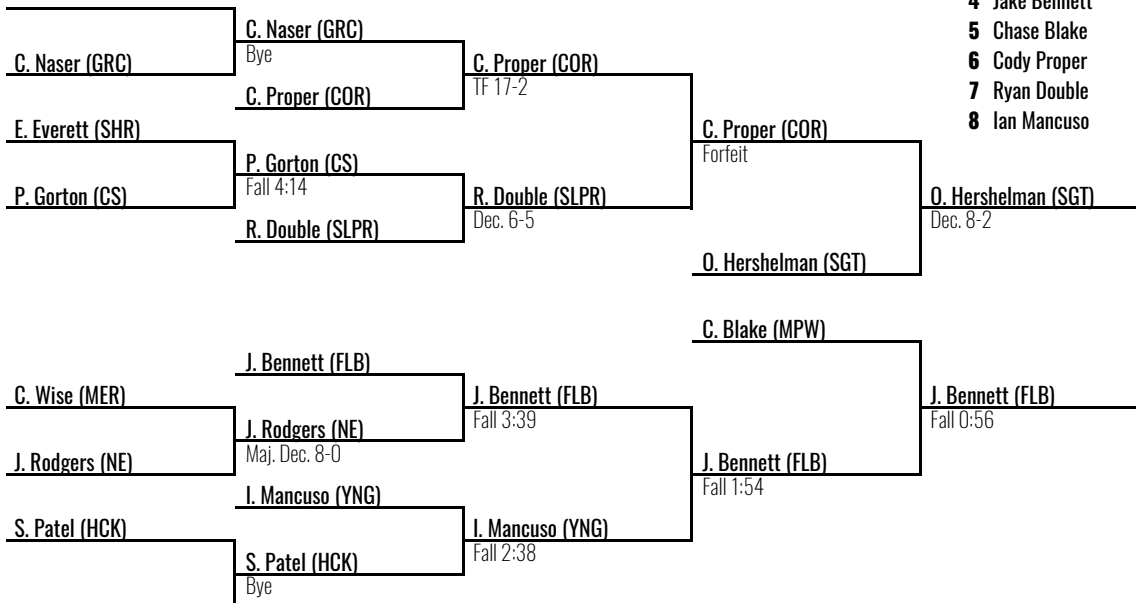 4 Jake Bennett
C. Naser (GRC)
5 Chase Blake
Bye
C. Naser (GRC)
C. Proper (COR)
6 Cody Proper
TF 17-2
C. Proper (COR)
7 Ryan Double
E. Everett (SHR)
C. Proper (COR)
8 Ian Mancuso
Forfeit
P. Gorton (CS)
Fall 4:14
P. Gorton (CS)
R. Double (SLPR)
O. Hershelman (SGT)
Dec. 6-5
Dec. 8-2
R. Double (SLPR)
O. Hershelman (SGT)
C. Blake (MPW)
J. Bennett (FLB)
C. Wise (MER)
J. Bennett (FLB)
J. Bennett (FLB)
Fall 3:39
Fall 0:56
J. Rodgers (NE)
Maj. Dec. 8-0
J. Rodgers (NE)
J. Bennett (FLB)
Fall 1:54
I. Mancuso (YNG)
S. Patel (HCK)
I. Mancuso (YNG)
Fall 2:38
S. Patel (HCK)
Bye